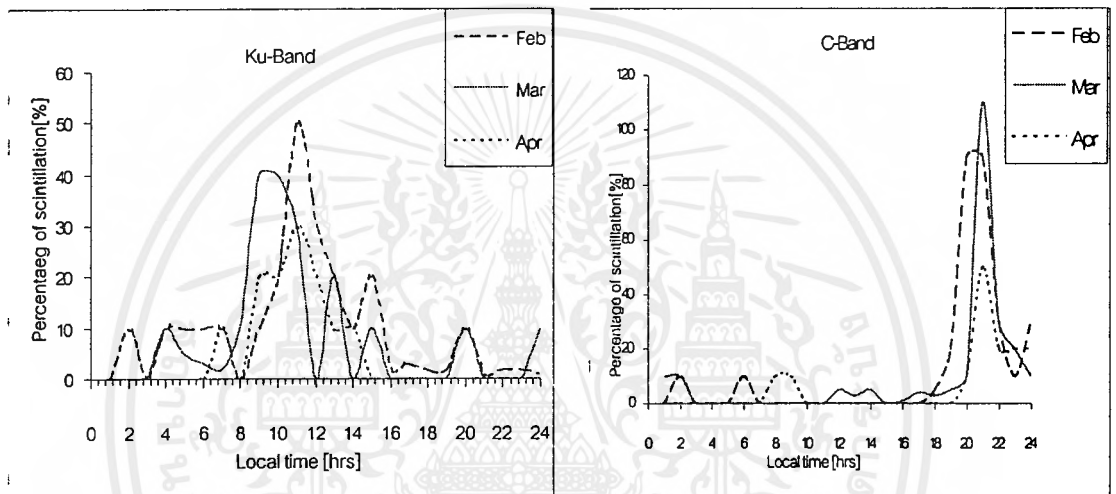 Ku-Band
Feb
Mar
Apr
Percentaeg of scintillation[%]
60
50
40
30
20
10
0
0 2 4 6 8 10 12 14 16 18 20 22 24
Local time [hrs]
C-Band
Feb
Mar
Apr
Percentage of scintillation[%]
120
100
80
60
40
20
0
0 2 4 6 8 10 12 14 16 18 20 22 24
Local time [hrs]